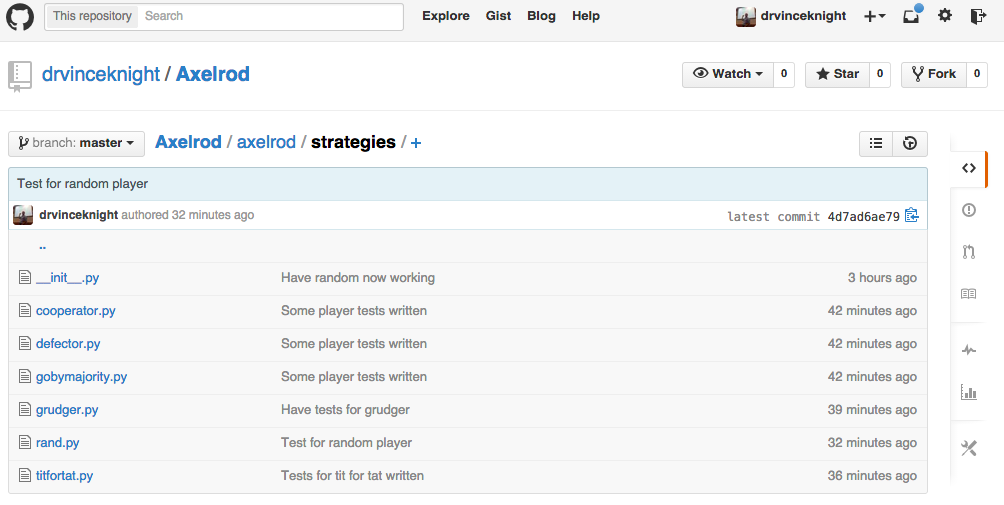 This repository Search Explore Gist Blog Help drvinceknight
drvinceknight / Axelrod Watch 0 Star 0 Fork 0
branch: master Axelrod / axelrod / strategies / +
Test for random player
drvinceknight authored 32 minutes ago latest commit 4d7ad6ae79
..
__init__.py Have random now working 3 hours ago
cooperator.py Some player tests written 42 minutes ago
defector.py Some player tests written 42 minutes ago
gobymajority.py Some player tests written 42 minutes ago
grudger.py Have tests for grudger 39 minutes ago
rand.py Test for random player 32 minutes ago
titfortat.py Tests for tit for tat written 36 minutes ago